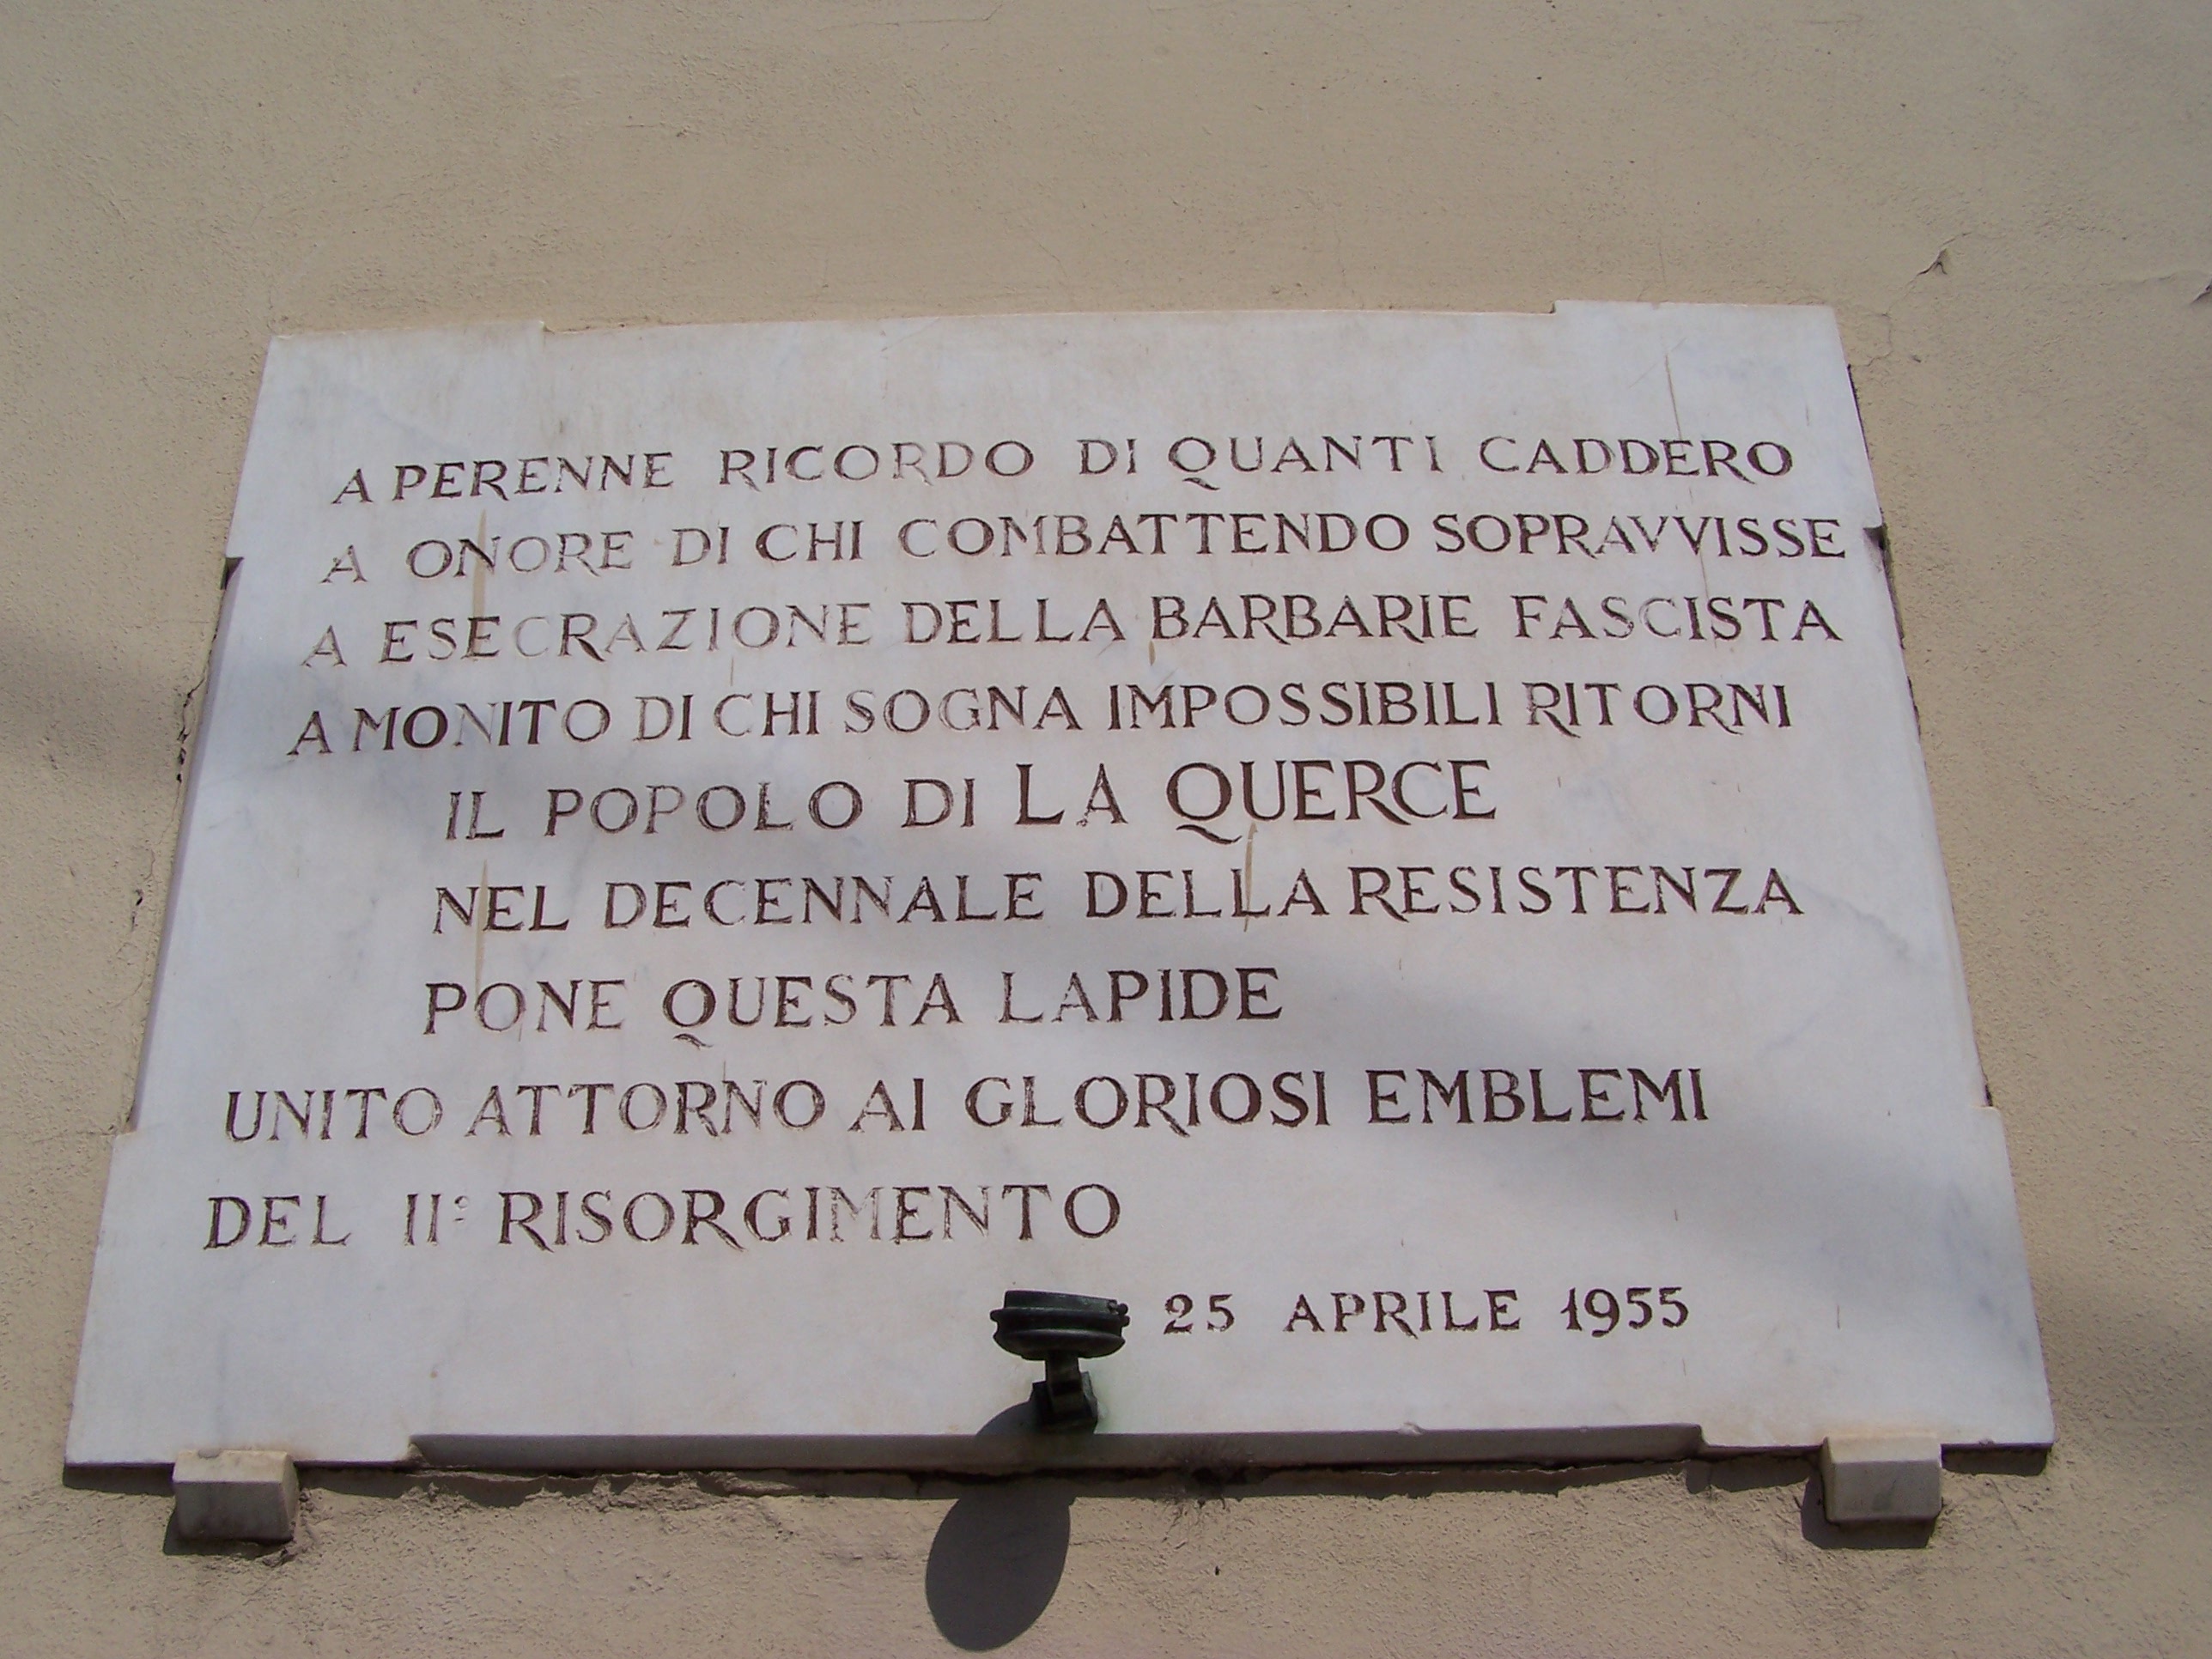 A PERENNE RICORDO DI QUANTI CADDERO
A ONORE DI CHI COMBATTENDO SOPRAVVISSE
A ESECRAZIONE DELLA BARBARIE FASCISTA
A MONITO DI CHI SOGNA IMPOSSIBILI RITORNI
IL POPOLO DI LA QUERCE
NEL DECENNALE DELLA RESISTENZA
PONE QUESTA LAPIDE
UNITO ATTORNO AI GLORIOSI EMBLEMI
DEL II° RISORGIMENTO
25 APRILE 1955